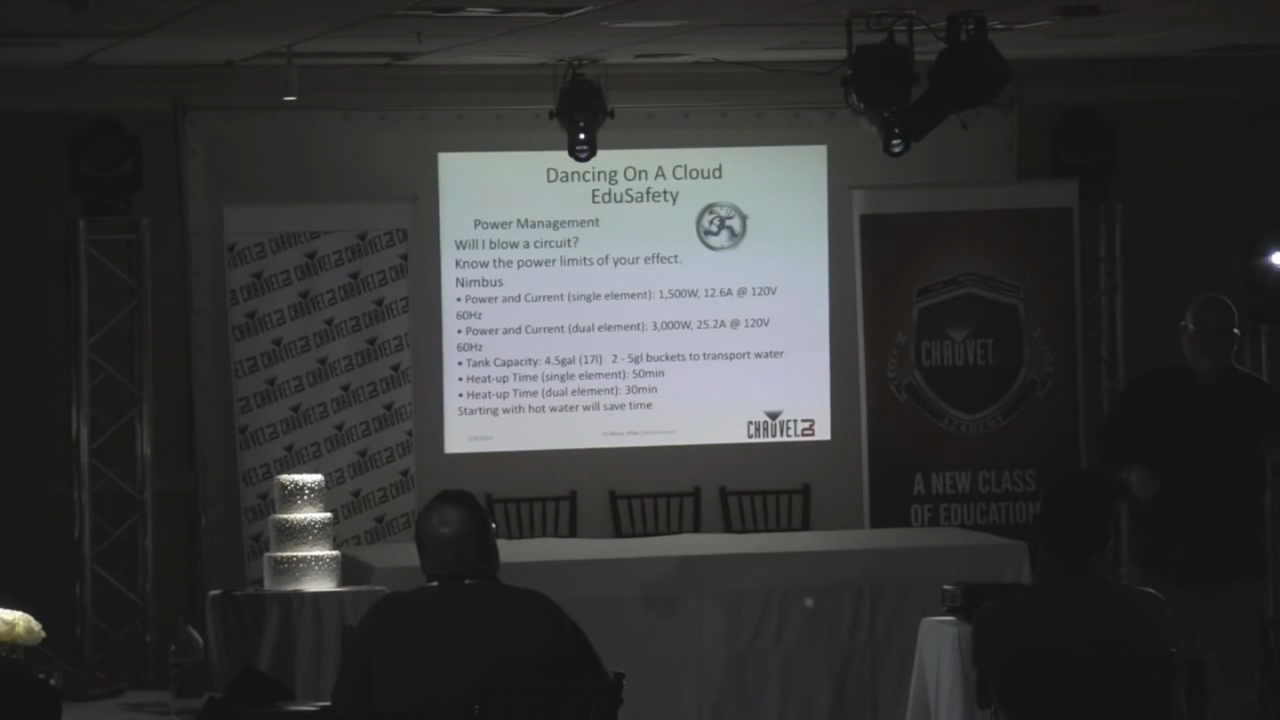 Dancing On A Cloud
EduSafety
Power Management
Will I blow a circuit?
Know the power limits of your effect.
Nimbus
• Power and Current (single element): 1,500W, 12.6A @ 120V
60Hz
• Power and Current (dual element): 3,000W, 25.2A @ 120V
60Hz
• Tank Capacity: 4.5gal (17l) 2 - 5gl buckets to transport water
• Heat-up Time (single element): 50min
• Heat-up Time (dual element): 30min
Starting with hot water will save time
CHAUVET
CHAUVET
CHAUVET
ACADEMY
A NEW CLASS
OF EDUCATION